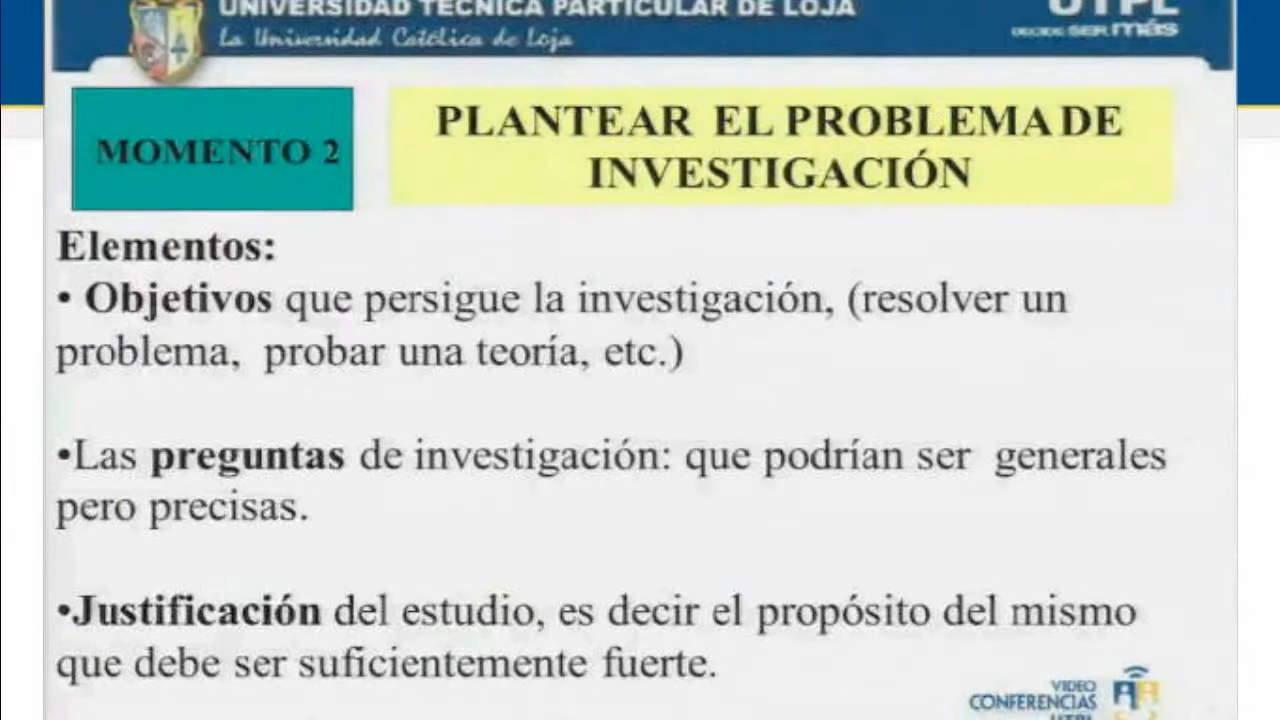 UNIVERSIDAD TÉCNICA PARTICULAR DE LOJA
La Universidad Católica de Loja
UTPL
DECIDE SER MÁS
MOMENTO 2
PLANTEAR EL PROBLEMA DE
INVESTIGACIÓN
Elementos:
• Objetivos que persigue la investigación, (resolver un
problema, probar una teoría, etc.)
•Las preguntas de investigación: que podrían ser generales
pero precisas.
•Justificación del estudio, es decir el propósito del mismo
que debe ser suficientemente fuerte.
VIDEO
CONFERENCIAS
UTPL